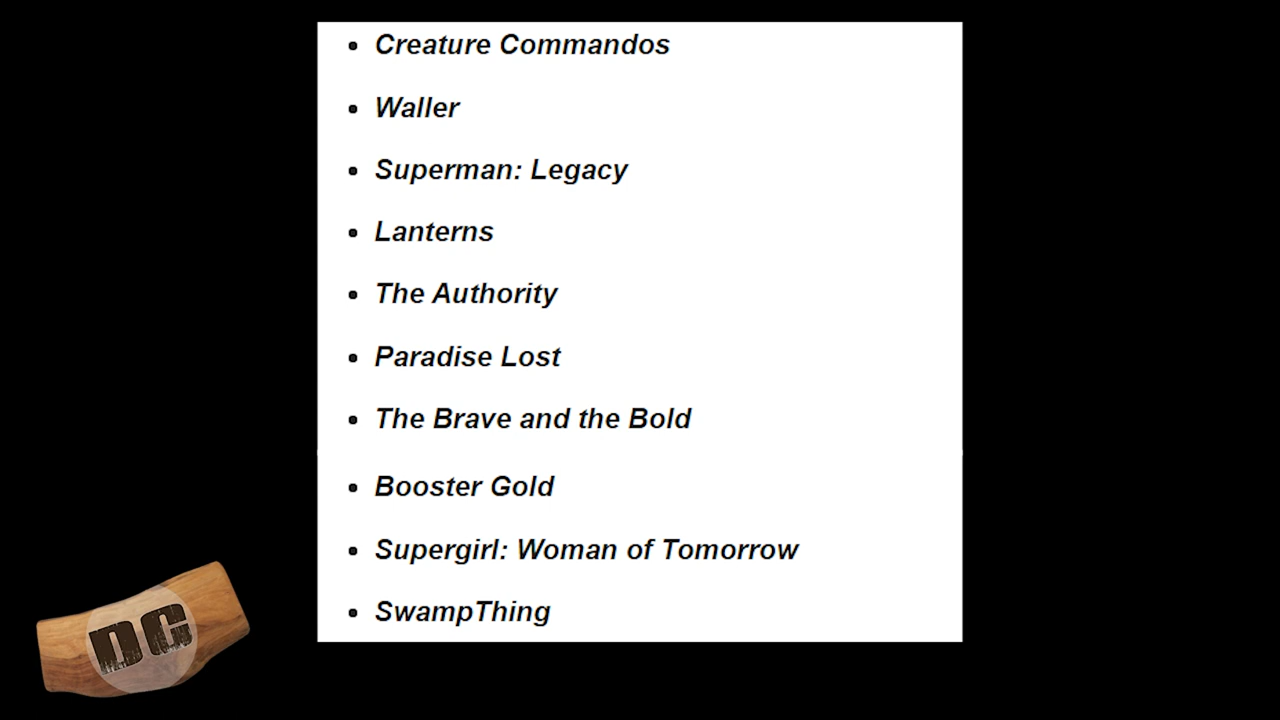 Creature Commandos
Waller
Superman: Legacy
Lanterns
The Authority
Paradise Lost
The Brave and the Bold
Booster Gold
Supergirl: Woman of Tomorrow
SwampThing
DC